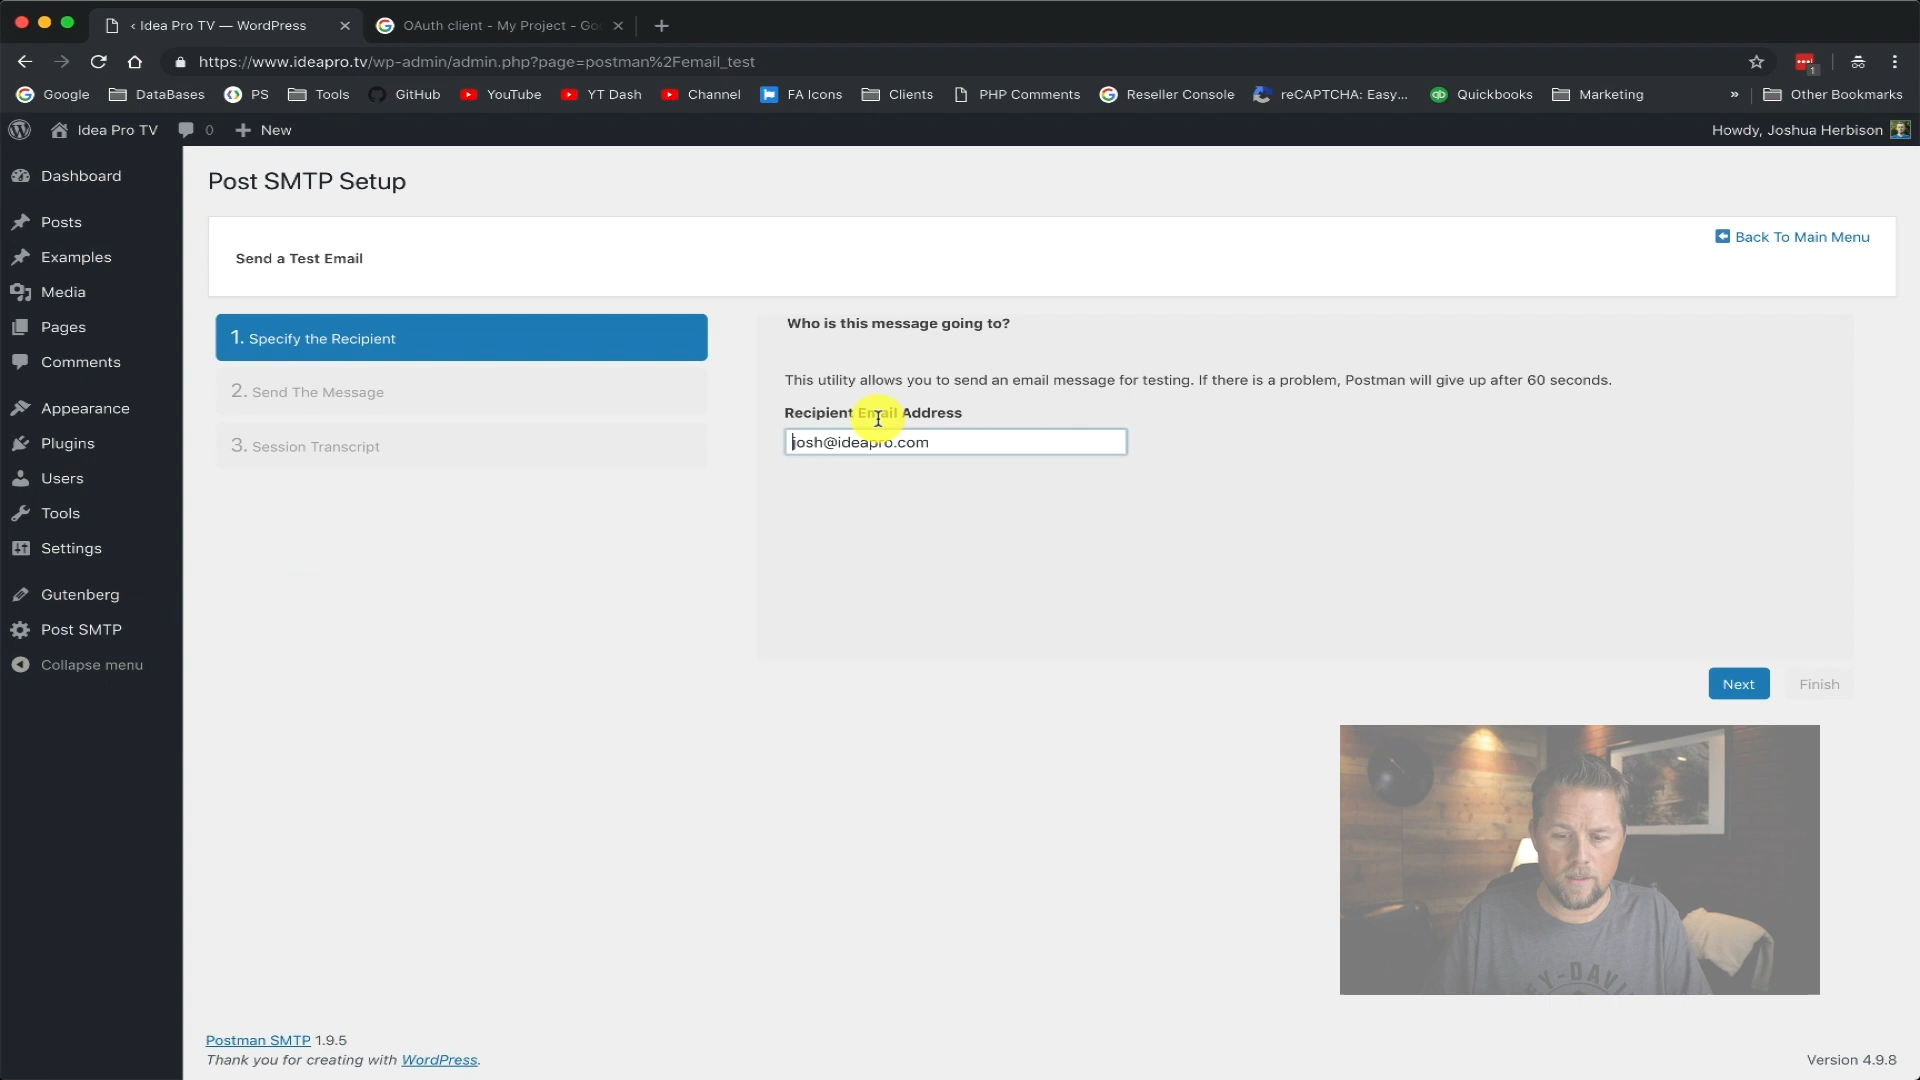 ‹ Idea Pro TV — WordPress
OAuth client - My Project - Go
https://www.ideapro.tv/wp-admin/admin.php?page=postman%2Femail_test
1
Google
DataBases
PS
Tools
GitHub
YouTube
YT Dash
Channel
FA Icons
Clients
PHP Comments
Reseller Console
reCAPTCHA: Easy...
Quickbooks
Marketing
»
Other Bookmarks
Idea Pro TV
0
New
Howdy, Joshua Herbison
Dashboard
Posts
Examples
Media
Pages
Comments
Appearance
Plugins
Users
Tools
Settings
Gutenberg
Post SMTP
Collapse menu
Post SMTP Setup
Back To Main Menu
Send a Test Email
1. Specify the Recipient
2. Send The Message
3. Session Transcript
Who is this message going to?
This utility allows you to send an email message for testing. If there is a problem, Postman will give up after 60 seconds.
Recipient Email Address
josh@ideapro.com
Next
Finish
Postman SMTP 1.9.5
Thank you for creating with WordPress.
Version 4.9.8